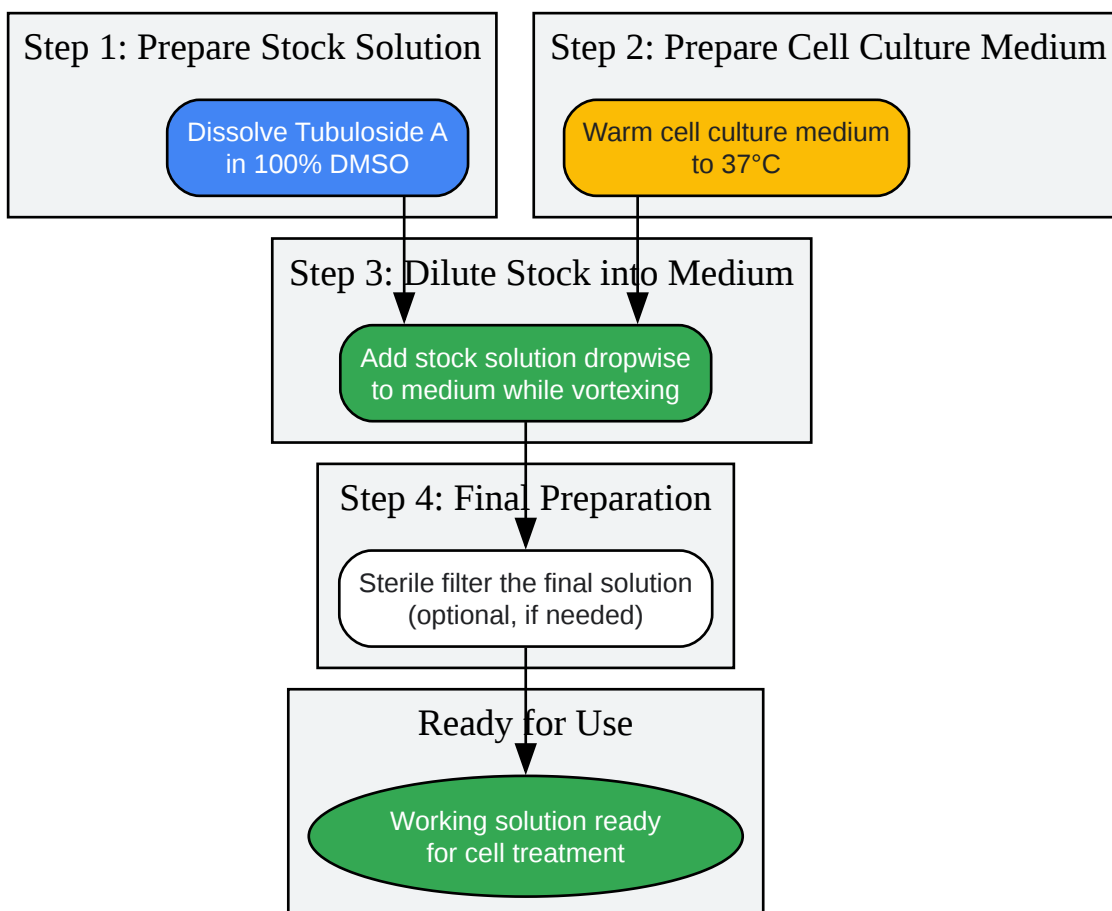 Step 1: Prepare Stock Solution
Dissolve Tubuloside A
in 100% DMSO
Step 2: Prepare Cell Culture Medium
Warm cell culture medium
to 37°C
Step 3: Dilute Stock into Medium
Add stock solution dropwise
to medium while vortexing
Step 4: Final Preparation
Sterile filter the final solution
(optional, if needed)
Ready for Use
Working solution ready
for cell treatment